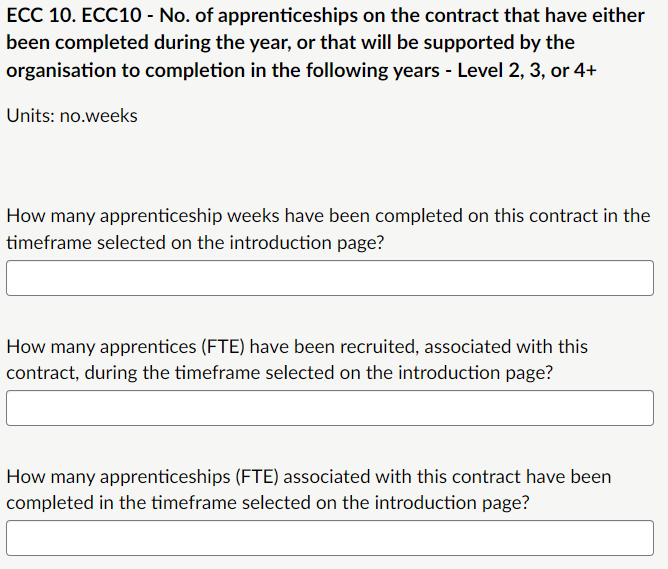 ECC 10. ECC10 - No. of apprenticeships on the contract that have either
been completed during the year, or that will be supported by the
organisation to completion in the following years - Level 2, 3, or 4+
Units: no.weeks
How many apprenticeship weeks have been completed on this contract in the
timeframe selected on the introduction page?
How many apprentices (FTE) have been recruited, associated with this
contract, during the timeframe selected on the introduction page?
How many apprenticeships (FTE) associated with this contract have been
completed in the timeframe selected on the introduction page?